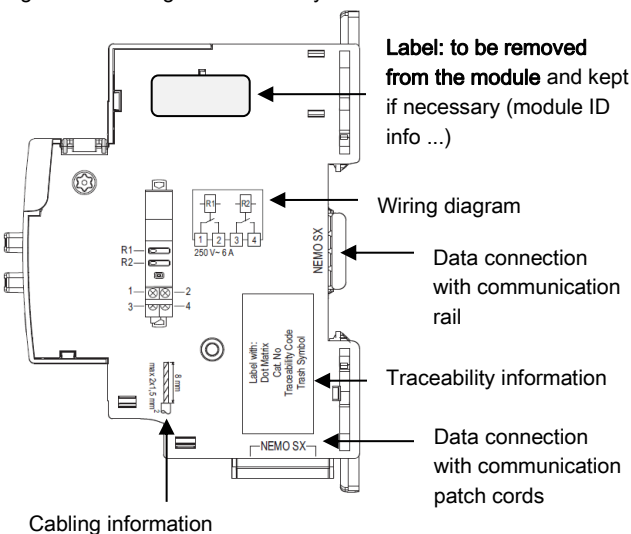 Label: to be removed
from the module and kept
if necessary (module ID
info ...)
R1
R2
1 2 3 4
250 V~ 6 A
Wiring diagram
NEMO SX
R1
R2
1
2
3
4
Data connection
with communication
rail
Label with:
Dot Matrix
Cat. No
Traceability Code
Trash Symbol
Traceability information
8 mm
max 2x1,5 mm²
NEMO SX
Data connection
with communication
patch cords
Cabling information